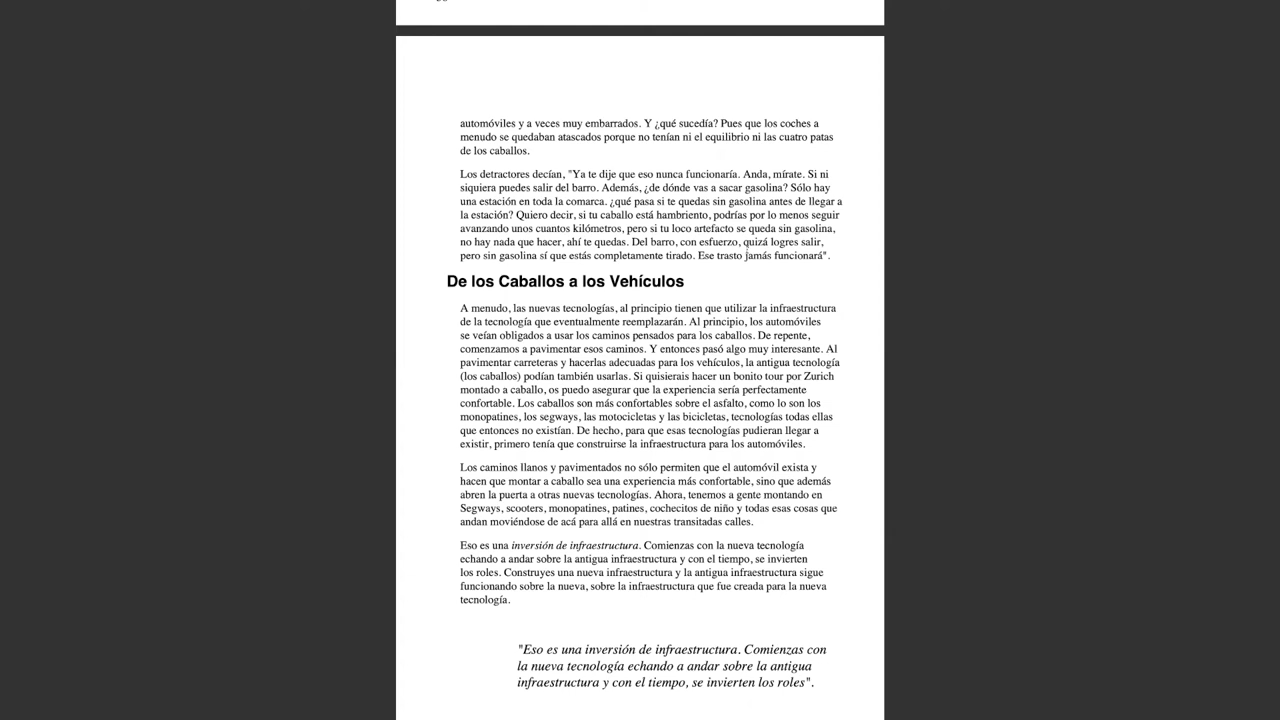 automóviles y a veces muy embarrados. Y ¿qué sucedía? Pues que los coches a
menudo se quedaban atascados porque no tenían ni el equilibrio ni las cuatro patas
de los caballos.
Los detractores decían, "Ya te dije que eso nunca funcionaría. Anda, mírate. Si ni
siquiera puedes salir del barro. Además, ¿de dónde vas a sacar gasolina? Sólo hay
una estación en toda la comarca. ¿qué pasa si te quedas sin gasolina antes de llegar a
la estación? Quiero decir, si tu caballo está hambriento, podrías por lo menos seguir
avanzando unos cuantos kilómetros, pero si tu loco artefacto se queda sin gasolina,
no hay nada que hacer, ahí te quedas. Del barro, con esfuerzo, quizá logres salir,
pero sin gasolina sí que estás completamente tirado. Ese trasto jamás funcionará".
De los Caballos a los Vehículos
A menudo, las nuevas tecnologías, al principio tienen que utilizar la infraestructura
de la tecnología que eventualmente reemplazarán. Al principio, los automóviles
se veían obligados a usar los caminos pensados para los caballos. De repente,
comenzamos a pavimentar esos caminos. Y entonces pasó algo muy interesante. Al
pavimentar carreteras y hacerlas adecuadas para los vehículos, la antigua tecnología
(los caballos) podían también usarlas. Si quisierais hacer un bonito tour por Zurich
montado a caballo, os puedo asegurar que la experiencia sería perfectamente
confortable. Los caballos son más confortables sobre el asfalto, como lo son los
monopatines, los segways, las motocicletas y las bicicletas, tecnologías todas ellas
que entonces no existían. De hecho, para que esas tecnologías pudieran llegar a
existir, primero tenía que construirse la infraestructura para los automóviles.
Los caminos llanos y pavimentados no sólo permiten que el automóvil exista y
hacen que montar a caballo sea una experiencia más confortable, sino que además
abren la puerta a otras nuevas tecnologías. Ahora, tenemos a gente montando en
Segways, scooters, monopatines, patines, cochecitos de niño y todas esas cosas que
andan moviéndose de acá para allá en nuestras transitadas calles.
Eso es una inversión de infraestructura. Comienzas con la nueva tecnología
echando a andar sobre la antigua infraestructura y con el tiempo, se invierten
los roles. Construyes una nueva infraestructura y la antigua infraestructura sigue
funcionando sobre la nueva, sobre la infraestructura que fue creada para la nueva
tecnología.
"Eso es una inversión de infraestructura. Comienzas con
la nueva tecnología echando a andar sobre la antigua
infraestructura y con el tiempo, se invierten los roles".